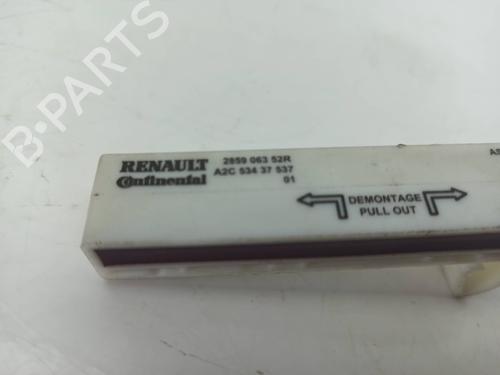 B-PARTS
RENAULT 2859 063 52R
Continental A2C 534 37 537
01
DEMONTAGE
PULL OUT